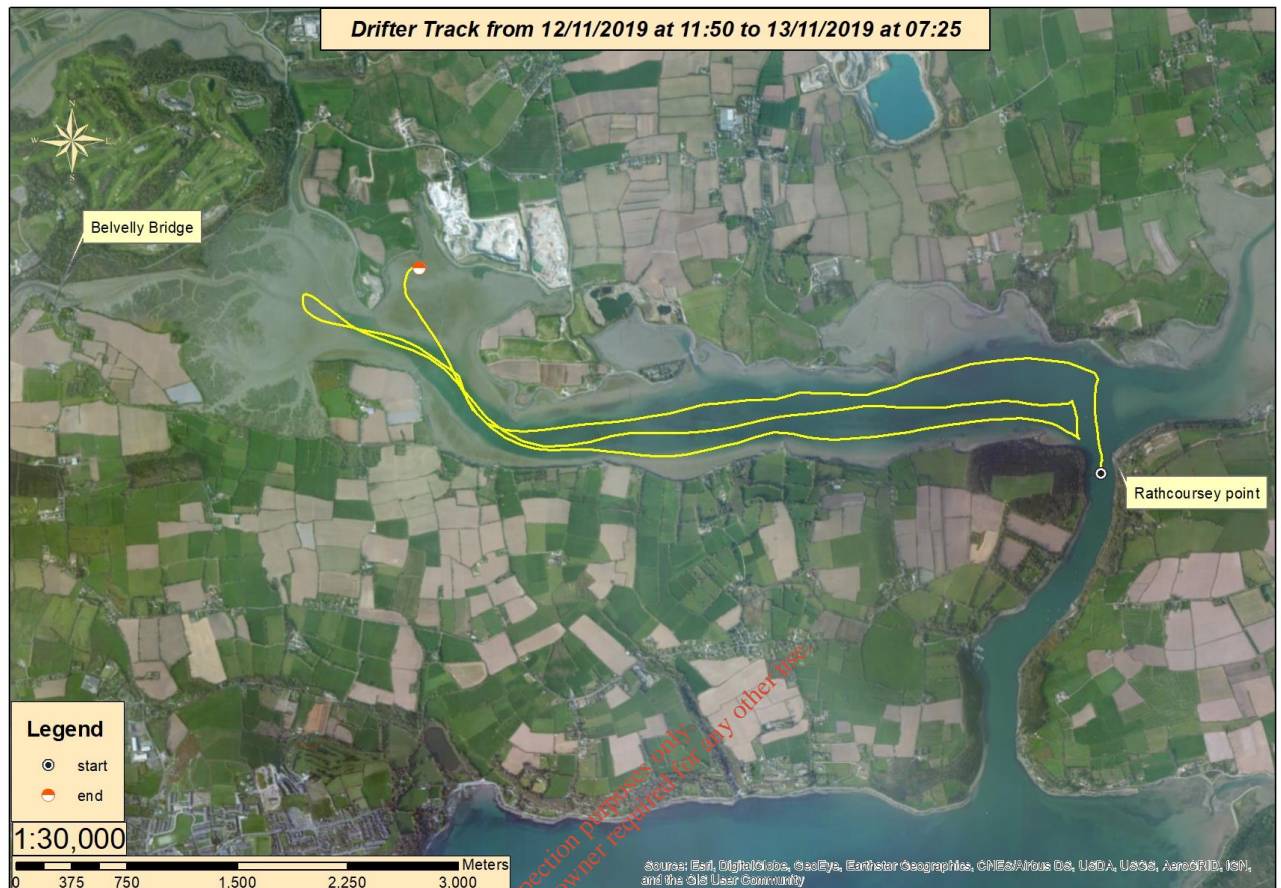 Drifter Track from 12/11/2019 at 11:50 to 13/11/2019 at 07:25
N
W E
S
Belvelly Bridge
Rathcoursey point
Legend
start
end
1:30,000
Meters
0 375 750 1.500 2.250 3.000
ection purposes only.
owner required for any other use.
Source: Esri, DigitalGlobe, GeoEye, Earthstar Geographics, CNES/Airbus DS, USDA, USGS, AeroGRID, IGN,
and the GIS User Community